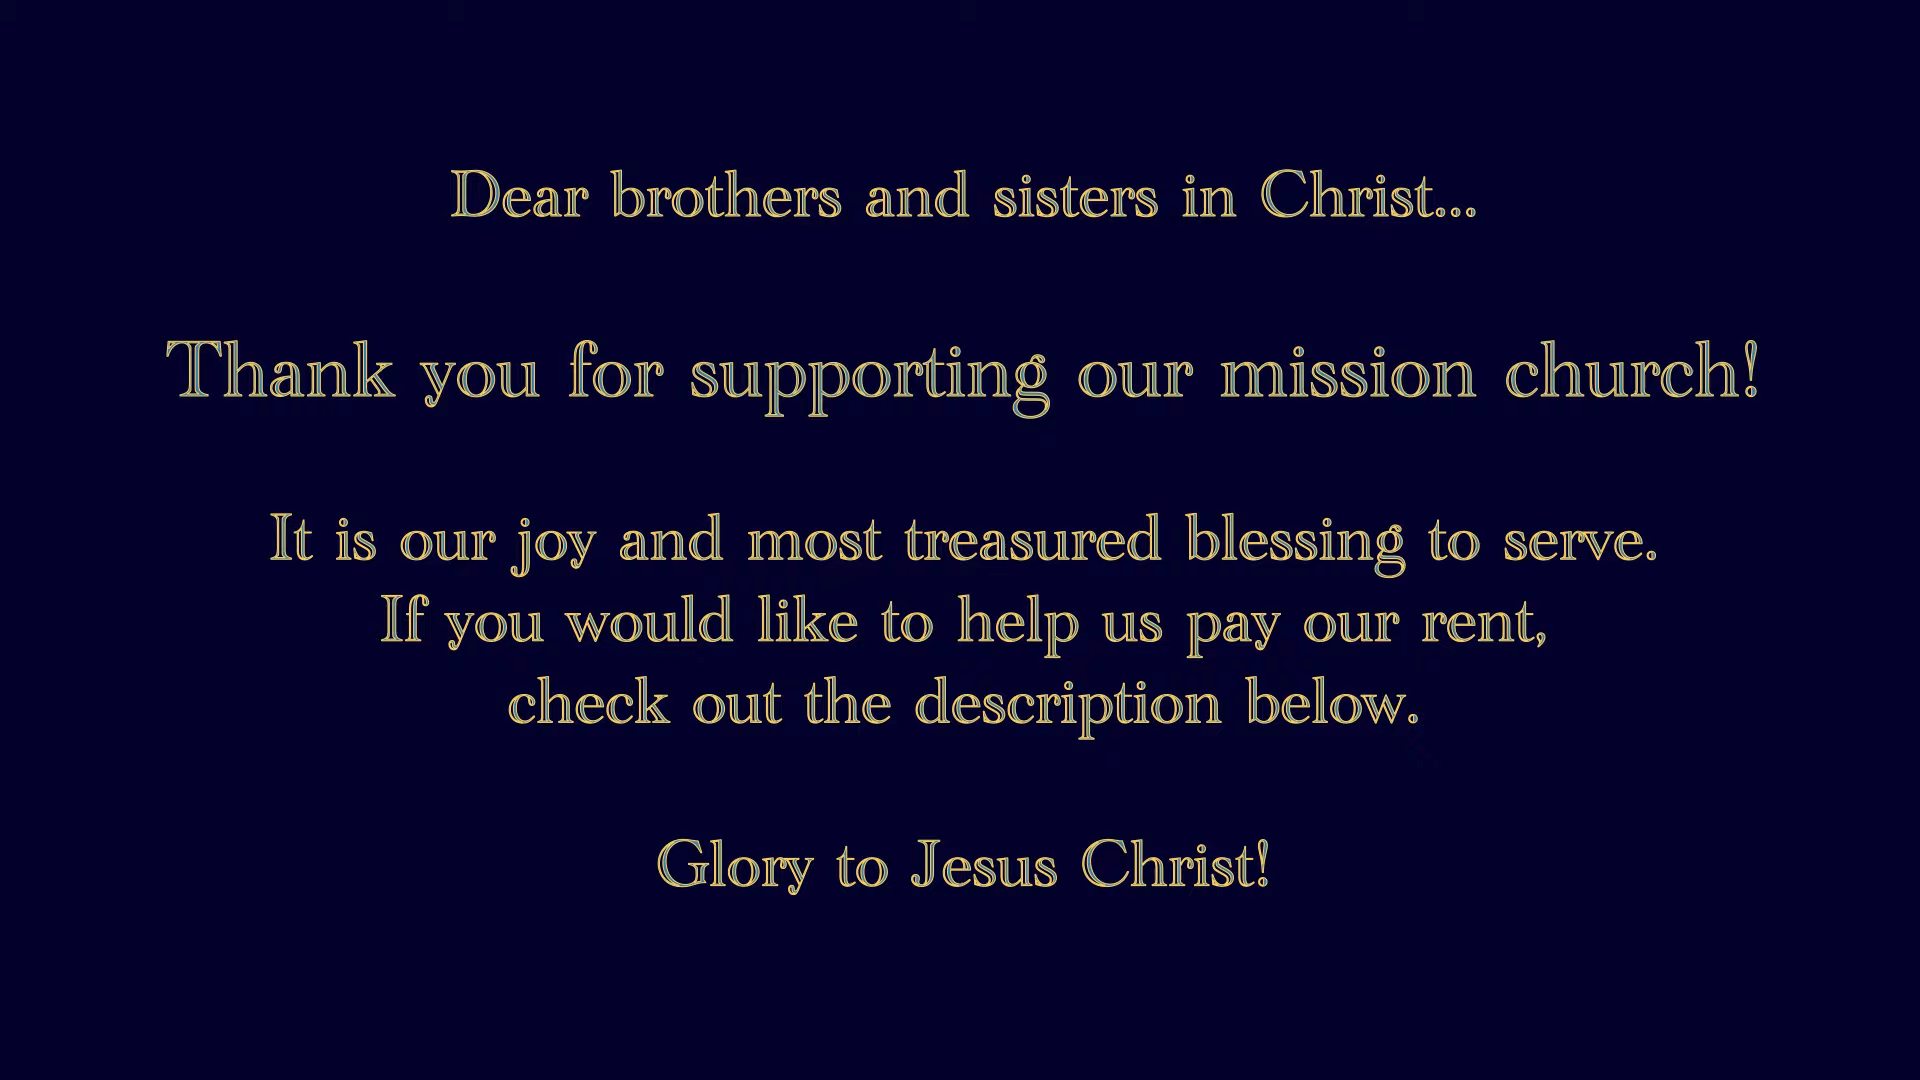 Dear brothers and sisters in Christ...
Thank you for supporting our mission church!
It is our joy and most treasured blessing to serve.
If you would like to help us pay our rent,
check out the description below.
Glory to Jesus Christ!